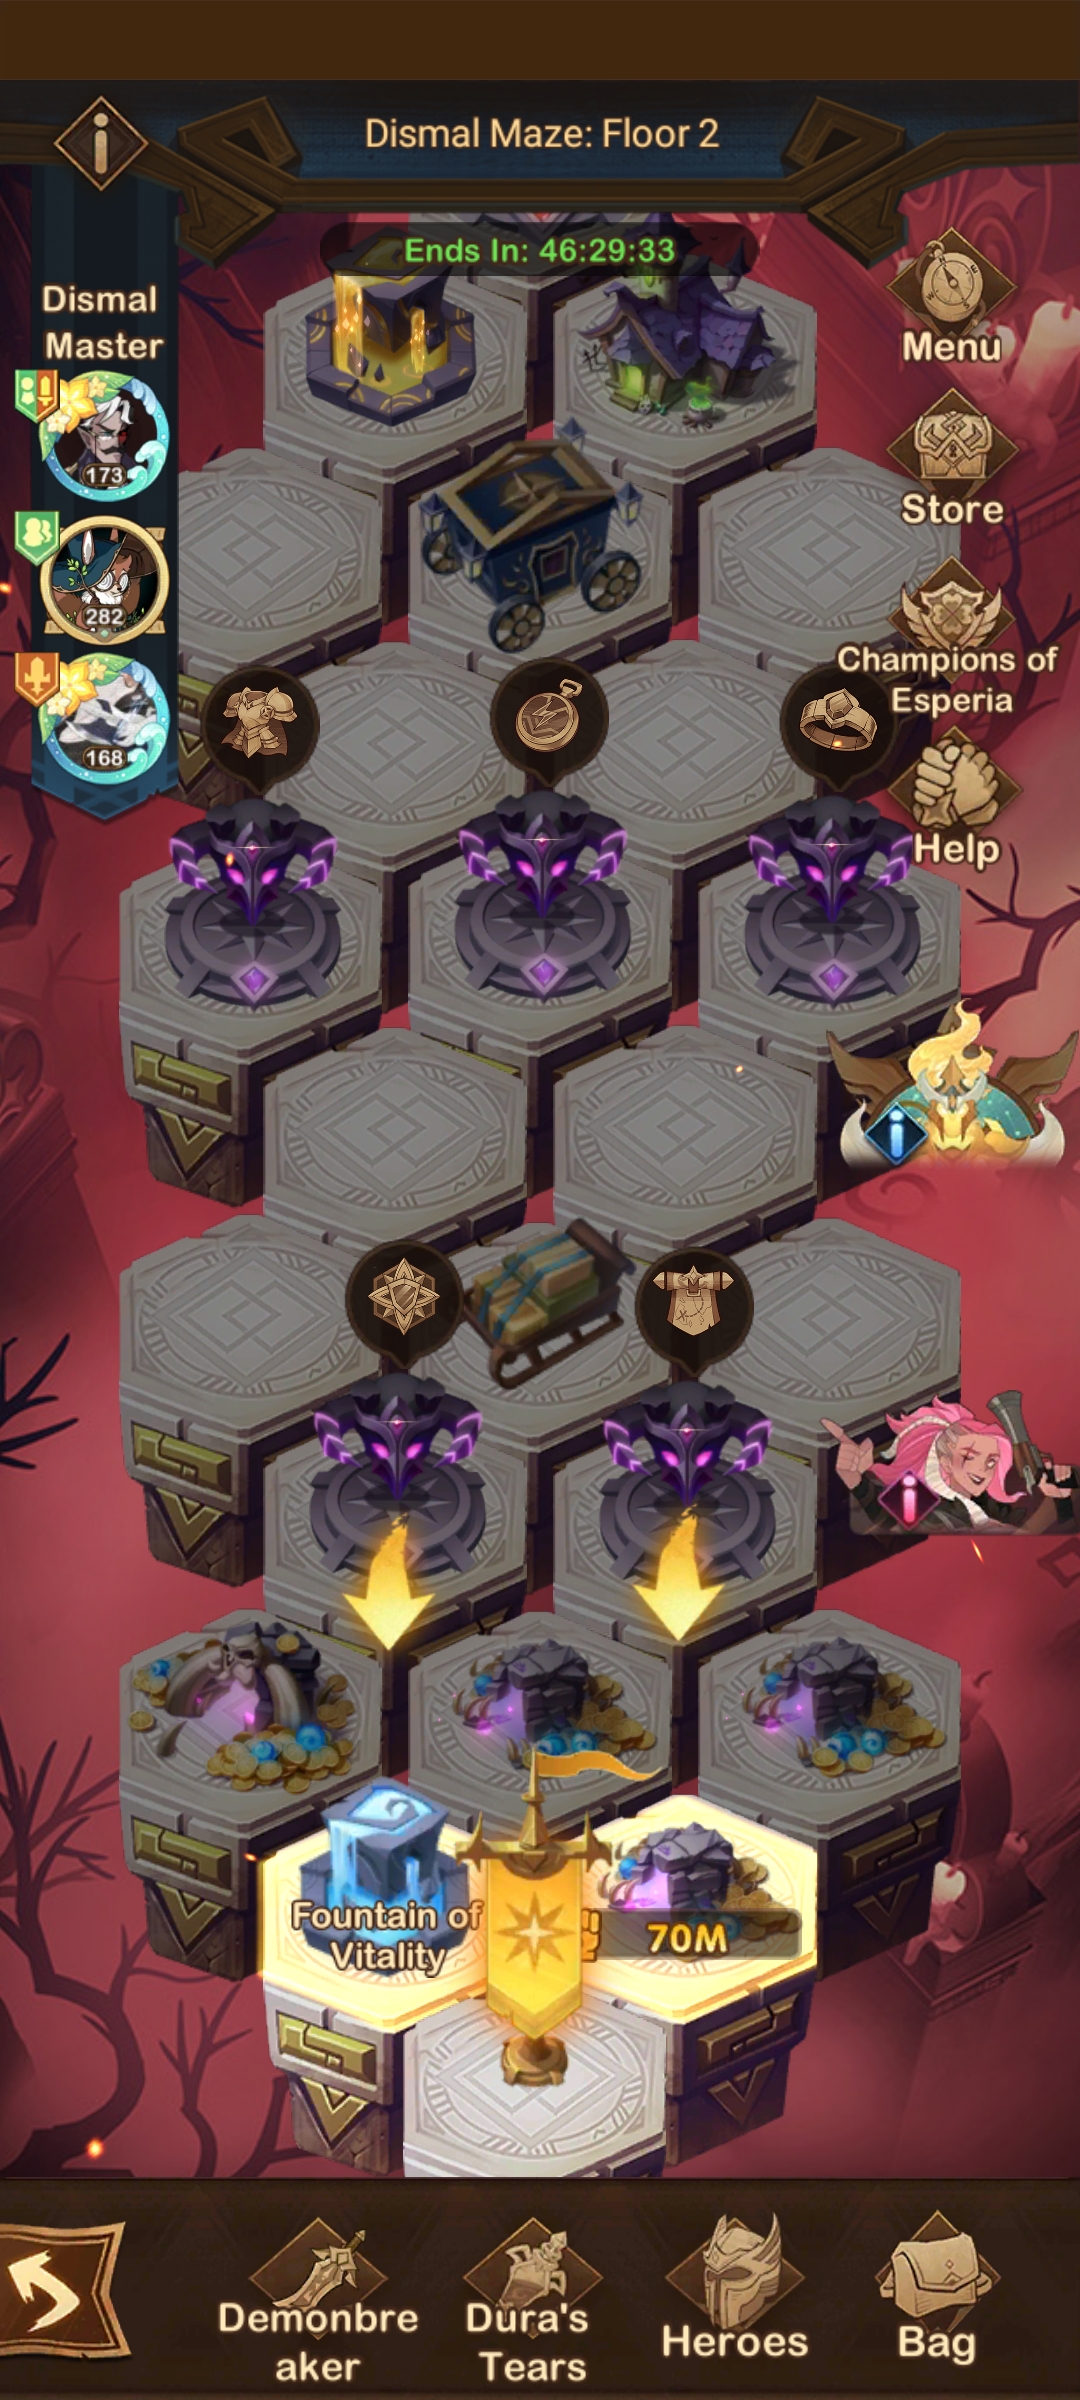 Dismal Maze: Floor 2
Ends In: 46:29:33
Dismal
Master
173
282
168
Menu
Store
Champions of
Esperia
Help
Fountain of
Vitality
70M
Demonbre
aker
Dura's
Tears
Heroes
Bag